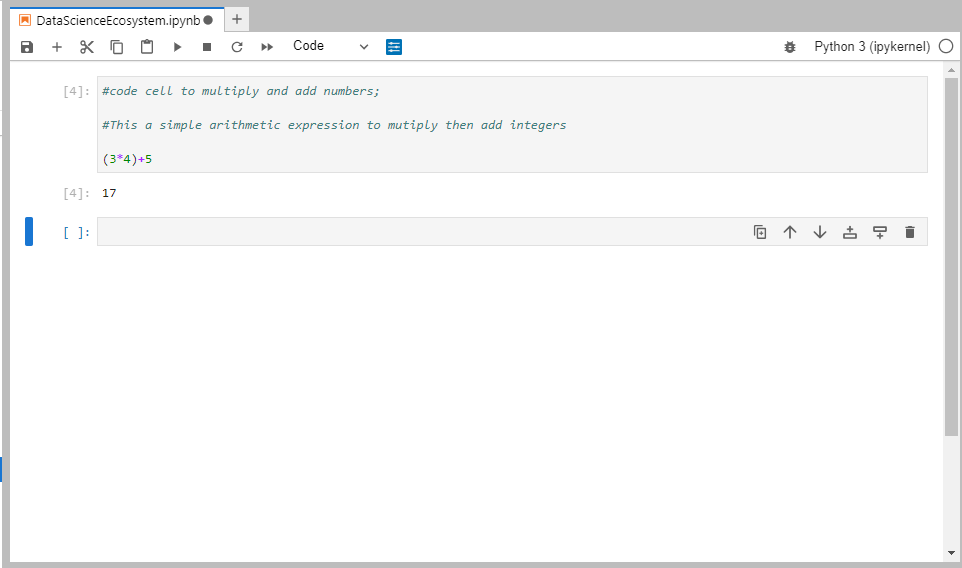 DataScienceEcosystem.ipynb
Code
Python 3 (ipykernel)
[4]: #code cell to multiply and add numbers;
#This a simple arithmetic expression to mutiply then add integers
(3*4)+5
[4]: 17
[ ]: